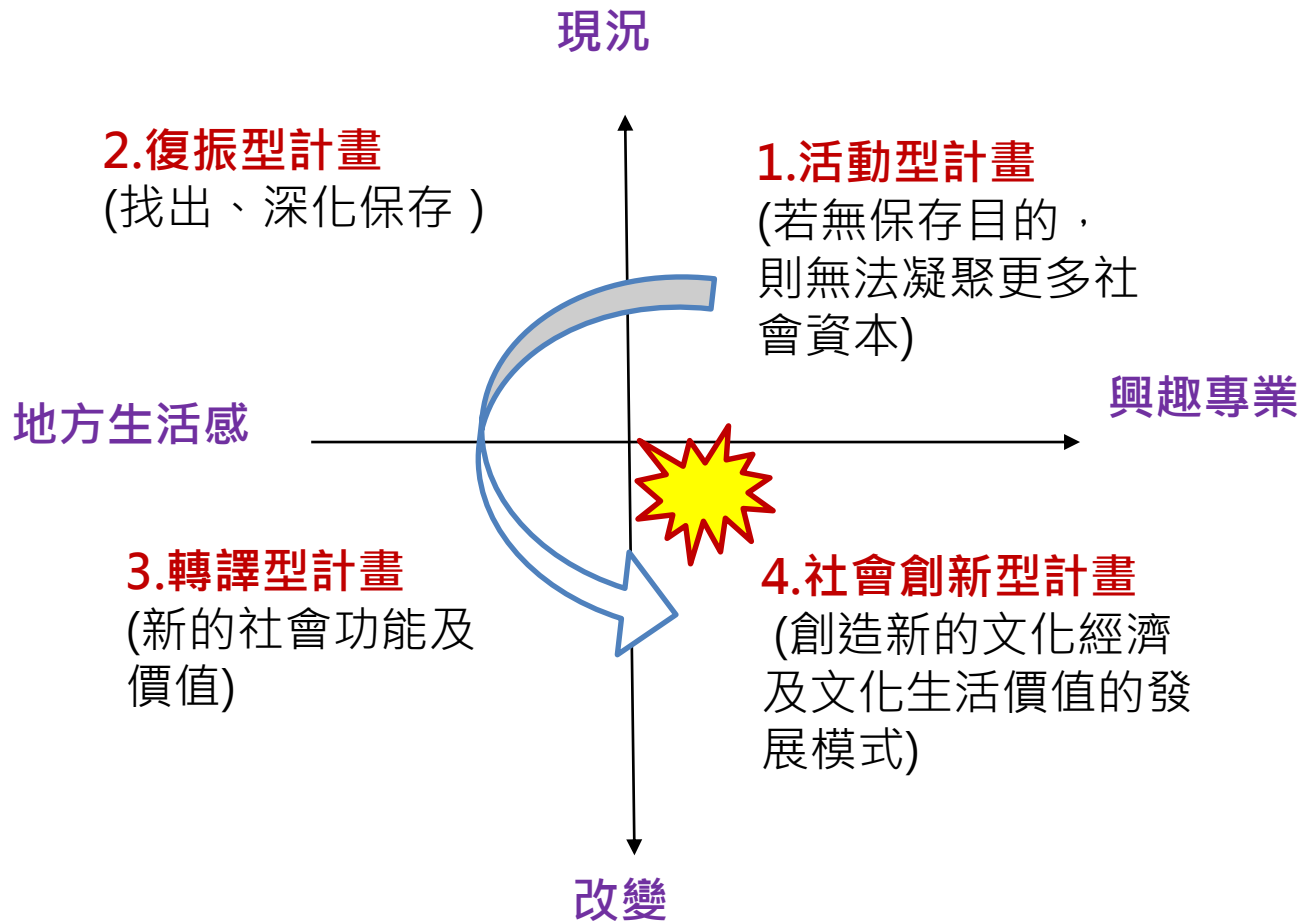 現況
2.復振型計畫
(找出、深化保存 )
1.活動型計畫
(若無保存目的，
則無法凝聚更多社
會資本)
地方生活感
興趣專業
3.轉譯型計畫
(新的社會功能及
價值)
4.社會創新型計畫
(創造新的文化經濟
及文化生活價值的發
展模式)
改變